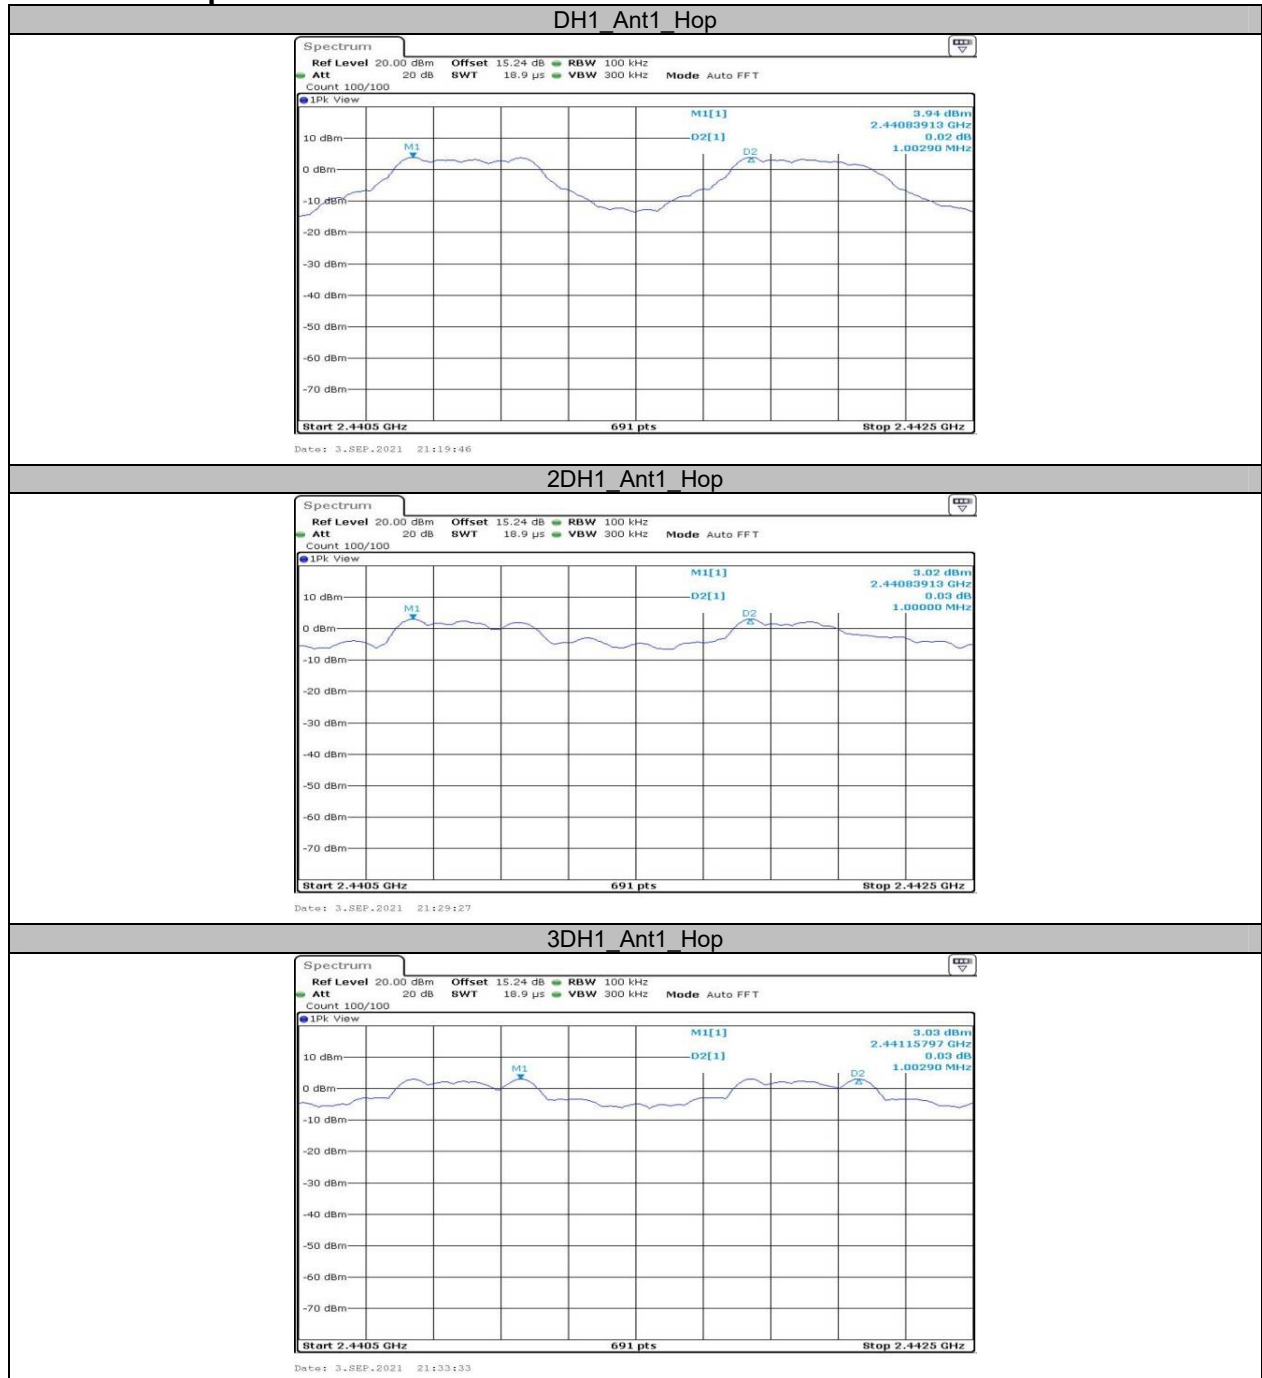 DH1_Ant1_Hop
Spectrum
Ref Level 20.00 dBm Offset 15.24 dB RBW 100 kHz
Att 20 dB SWT 18.9 µs VBW 300 kHz Mode Auto FFT
Count 100/100
1Pk View
M1[1] 3.94 dBm
2.44083913 GHz
10 dBm D2[1] 0.02 dB
M1 D2 1.00290 MHz
0 dBm
-10 dBm
-20 dBm
-30 dBm
-40 dBm
-50 dBm
-60 dBm
-70 dBm
Start 2.4405 GHz 691 pts Stop 2.4425 GHz
Date: 3.SEP.2021 21:19:46
2DH1_Ant1_Hop
Spectrum
Ref Level 20.00 dBm Offset 15.24 dB RBW 100 kHz
Att 20 dB SWT 18.9 µs VBW 300 kHz Mode Auto FFT
Count 100/100
1Pk View
M1[1] 3.02 dBm
2.44083913 GHz
10 dBm D2[1] 0.03 dB
M1 D2 1.00000 MHz
0 dBm
-10 dBm
-20 dBm
-30 dBm
-40 dBm
-50 dBm
-60 dBm
-70 dBm
Start 2.4405 GHz 691 pts Stop 2.4425 GHz
Date: 3.SEP.2021 21:29:27
3DH1_Ant1_Hop
Spectrum
Ref Level 20.00 dBm Offset 15.24 dB RBW 100 kHz
Att 20 dB SWT 18.9 µs VBW 300 kHz Mode Auto FFT
Count 100/100
1Pk View
M1[1] 3.03 dBm
2.44115797 GHz
10 dBm D2[1] 0.03 dB
M1 D2 1.00290 MHz
0 dBm
-10 dBm
-20 dBm
-30 dBm
-40 dBm
-50 dBm
-60 dBm
-70 dBm
Start 2.4405 GHz 691 pts Stop 2.4425 GHz
Date: 3.SEP.2021 21:33:33